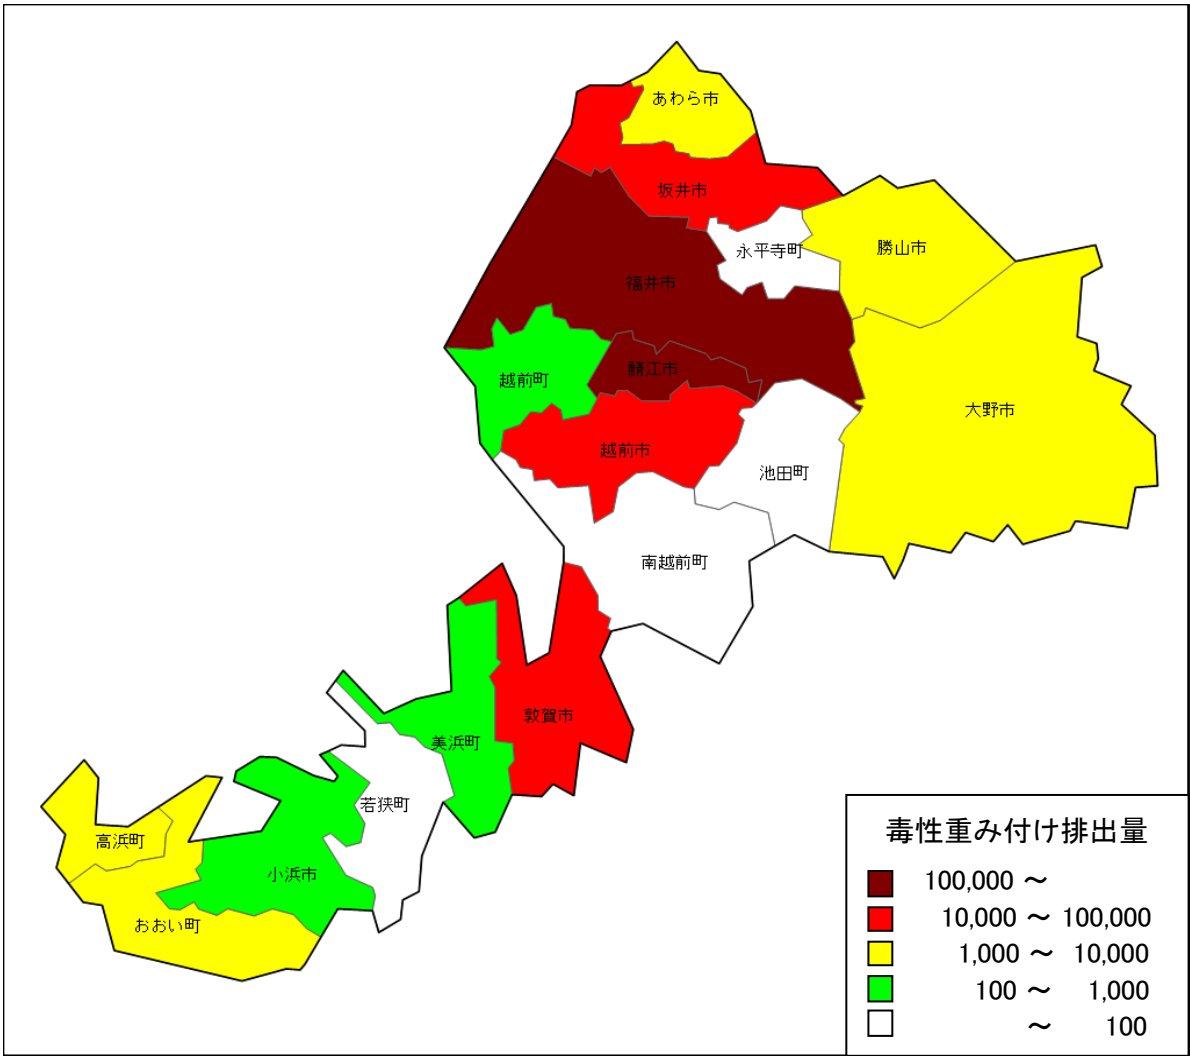 あわら市
坂井市
永平寺町
勝山市
福井市
鯖江市
越前町
大野市
越前市
池田町
南越前町
敦賀市
美浜町
若狭町
高浜町
小浜市
おおい町
毒性重み付け排出量
100,000 ～
10,000 ～ 100,000
1,000 ～ 10,000
100 ～ 1,000
～ 100